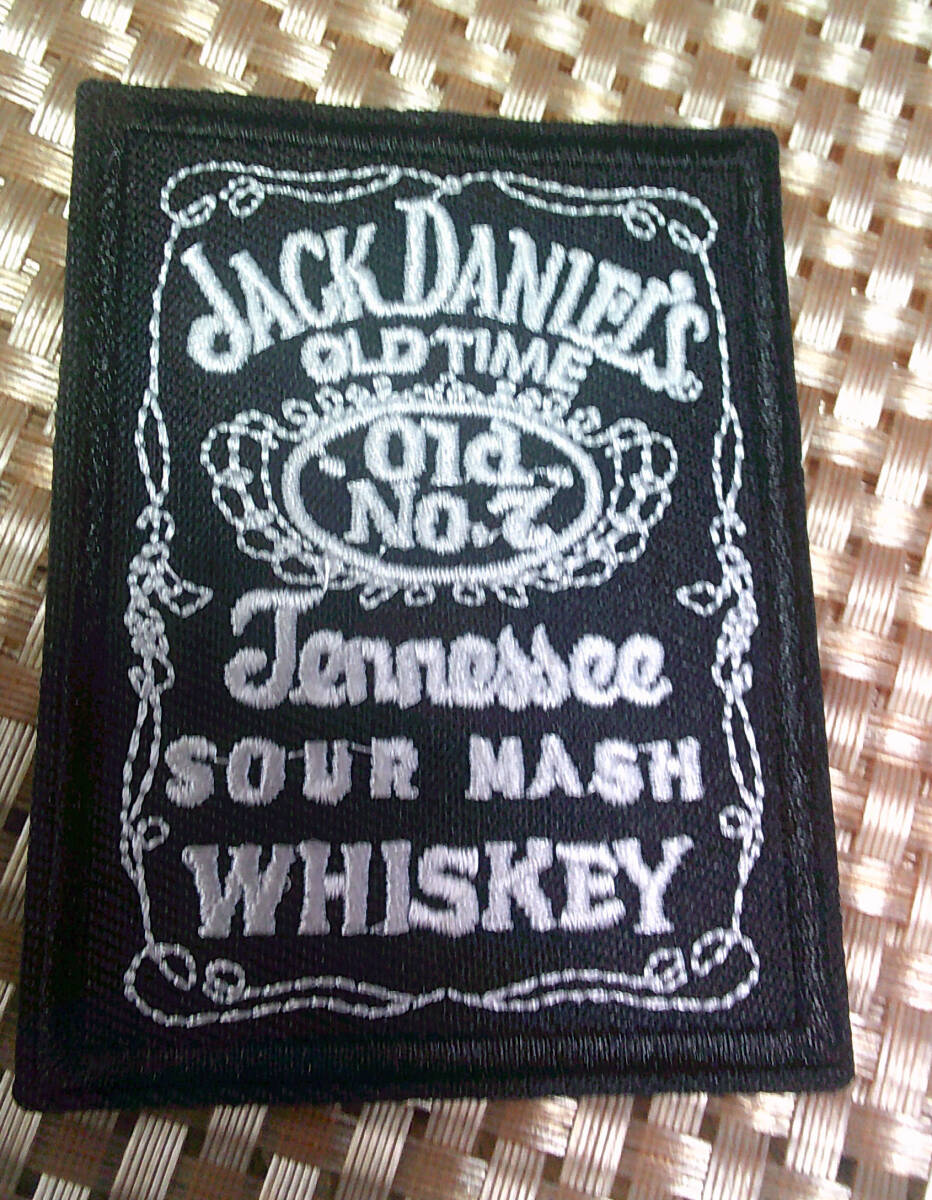 JACK DANIEL'S
OLD TIME
Old
No. 7
Tennessee
SOUR MASH
WHISKEY